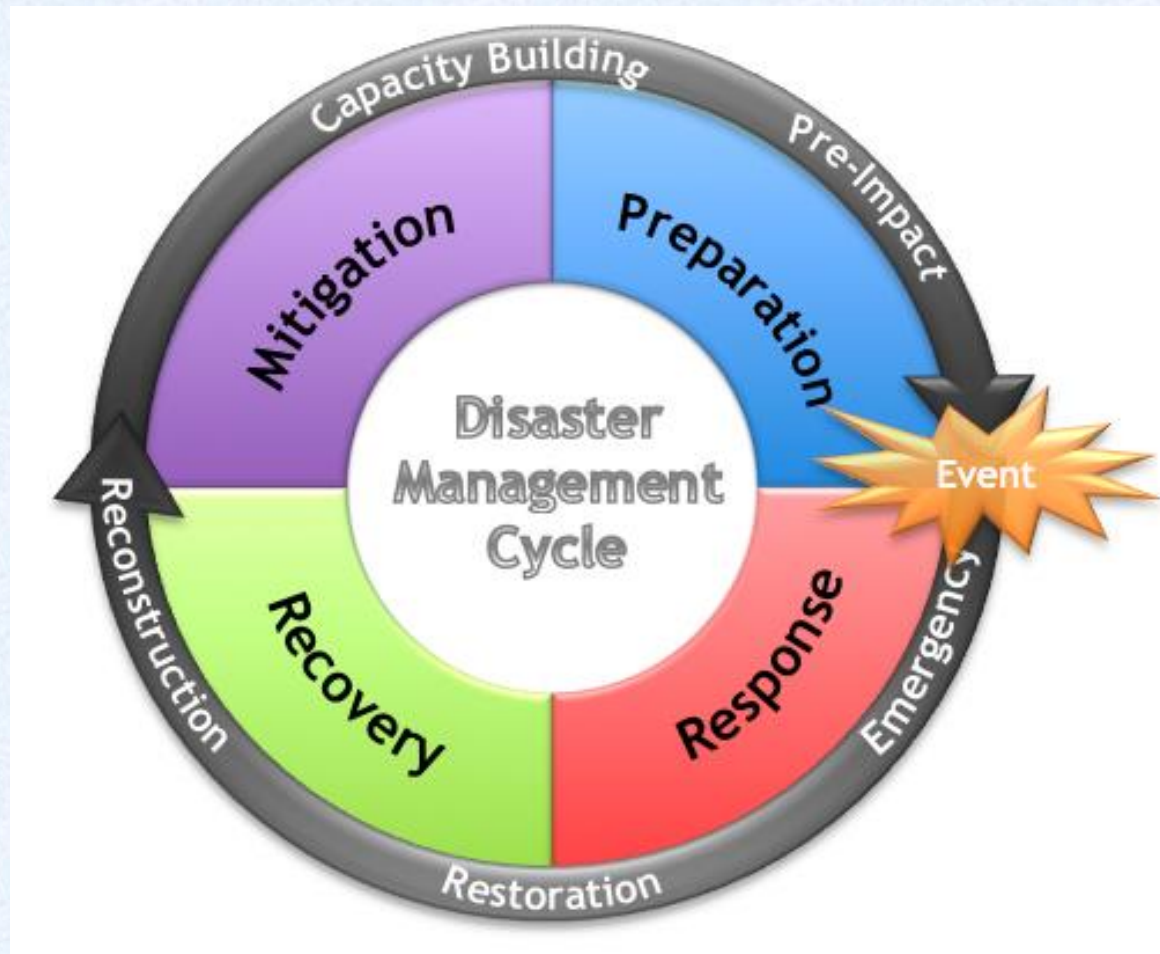 Capacity Building
Pre-Impact
Mitigation
Preparation
Disaster
Management
Cycle
Event
Reconstruction
Recovery
Response
Emergency
Restoration